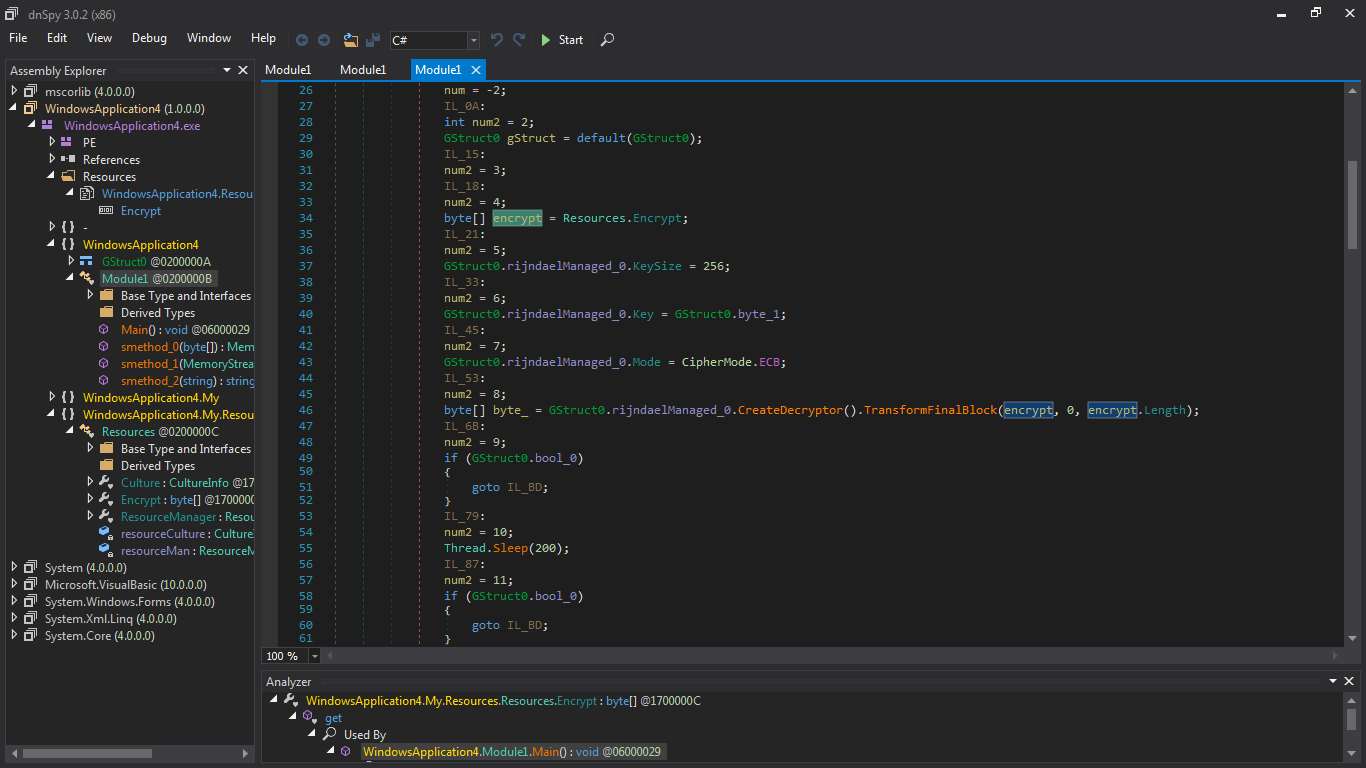 dnSpy 3.0.2 (x86)
File Edit View Debug Window Help C# Start
Assembly Explorer
Module1 Module1 Module1
mscorlib (4.0.0.0)
WindowsApplication4 (1.0.0.0)
WindowsApplication4.exe
PE
References
Resources
WindowsApplication4.Resou
Encrypt
{ } -
{ } WindowsApplication4
GStruct0 @0200000A
Module1 @0200000B
Base Type and Interfaces
Derived Types
Main() : void @06000029
smethod_0(byte[]) : Mem
smethod_1(MemoryStrea
smethod_2(string) : string
{ } WindowsApplication4.My
{ } WindowsApplication4.My.Resou
Resources @0200000C
Base Type and Interfaces
Derived Types
Culture : CultureInfo @17
Encrypt : byte[] @1700000
ResourceManager : Resou
resourceCulture : Culture
resourceMan : ResourceM
System (4.0.0.0)
Microsoft.VisualBasic (10.0.0.0)
System.Windows.Forms (4.0.0.0)
System.Xml.Linq (4.0.0.0)
System.Core (4.0.0.0)
26 num = -2;
27 IL_0A:
28 int num2 = 2;
29 GStruct0 gStruct = default(GStruct0);
30 IL_15:
31 num2 = 3;
32 IL_18:
33 num2 = 4;
34 byte[] encrypt = Resources.Encrypt;
35 IL_21:
36 num2 = 5;
37 GStruct0.rijndaelManaged_0.KeySize = 256;
38 IL_33:
39 num2 = 6;
40 GStruct0.rijndaelManaged_0.Key = GStruct0.byte_1;
41 IL_45:
42 num2 = 7;
43 GStruct0.rijndaelManaged_0.Mode = CipherMode.ECB;
44 IL_53:
45 num2 = 8;
46 byte[] byte_ = GStruct0.rijndaelManaged_0.CreateDecryptor().TransformFinalBlock(encrypt, 0, encrypt.Length);
47 IL_6B:
48 num2 = 9;
49 if (GStruct0.bool_0)
50 {
51 goto IL_BD;
52 }
53 IL_79:
54 num2 = 10;
55 Thread.Sleep(200);
56 IL_87:
57 num2 = 11;
58 if (GStruct0.bool_0)
59 {
60 goto IL_BD;
61 }
100 %
Analyzer
WindowsApplication4.My.Resources.Resources.Encrypt : byte[] @1700000C
get
Used By
WindowsApplication4.Module1.Main() : void @06000029